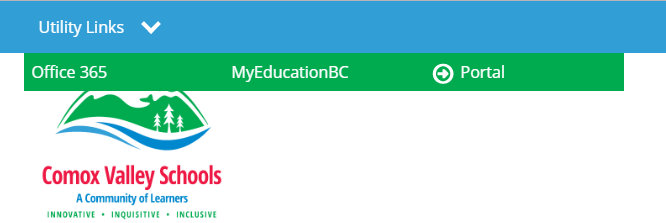 Utility Links
Office 365 MyEducationBC Portal
Comox Valley Schools
A Community of Learners
INNOVATIVE • INQUISITIVE • INCLUSIVE